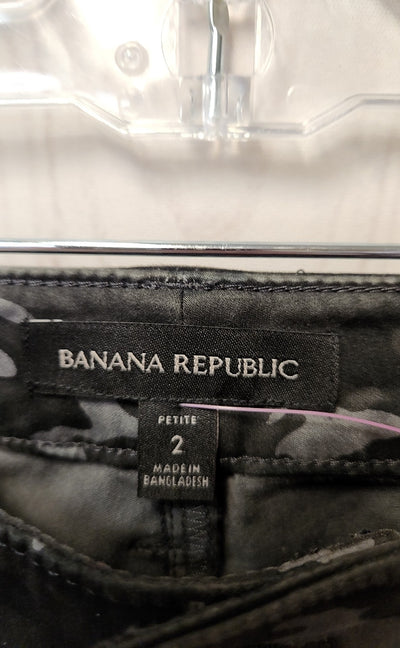 BANANA REPUBLIC
PETITE
2
MADE IN
BANGLADESH